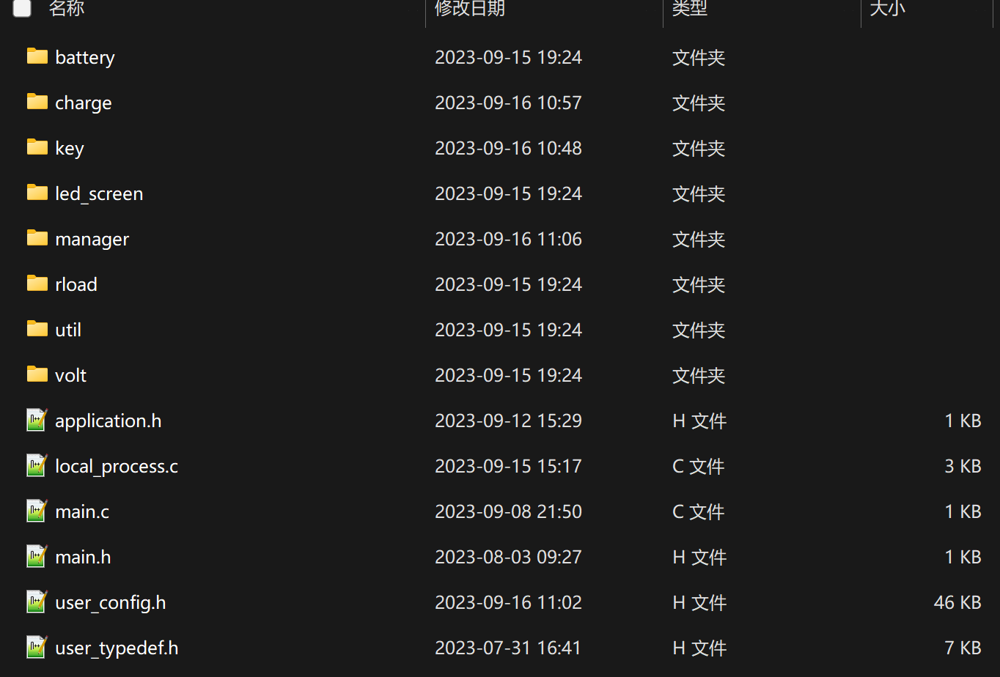 名称 修改日期 类型 大小
battery 2023-09-15 19:24 文件夹
charge 2023-09-16 10:57 文件夹
key 2023-09-16 10:48 文件夹
led_screen 2023-09-15 19:24 文件夹
manager 2023-09-16 11:06 文件夹
rload 2023-09-15 19:24 文件夹
util 2023-09-15 19:24 文件夹
volt 2023-09-15 19:24 文件夹
application.h 2023-09-12 15:29 H 文件 1 KB
local_process.c 2023-09-15 15:17 C 文件 3 KB
main.c 2023-09-08 21:50 C 文件 1 KB
main.h 2023-08-03 09:27 H 文件 1 KB
user_config.h 2023-09-16 11:02 H 文件 46 KB
user_typedef.h 2023-07-31 16:41 H 文件 7 KB